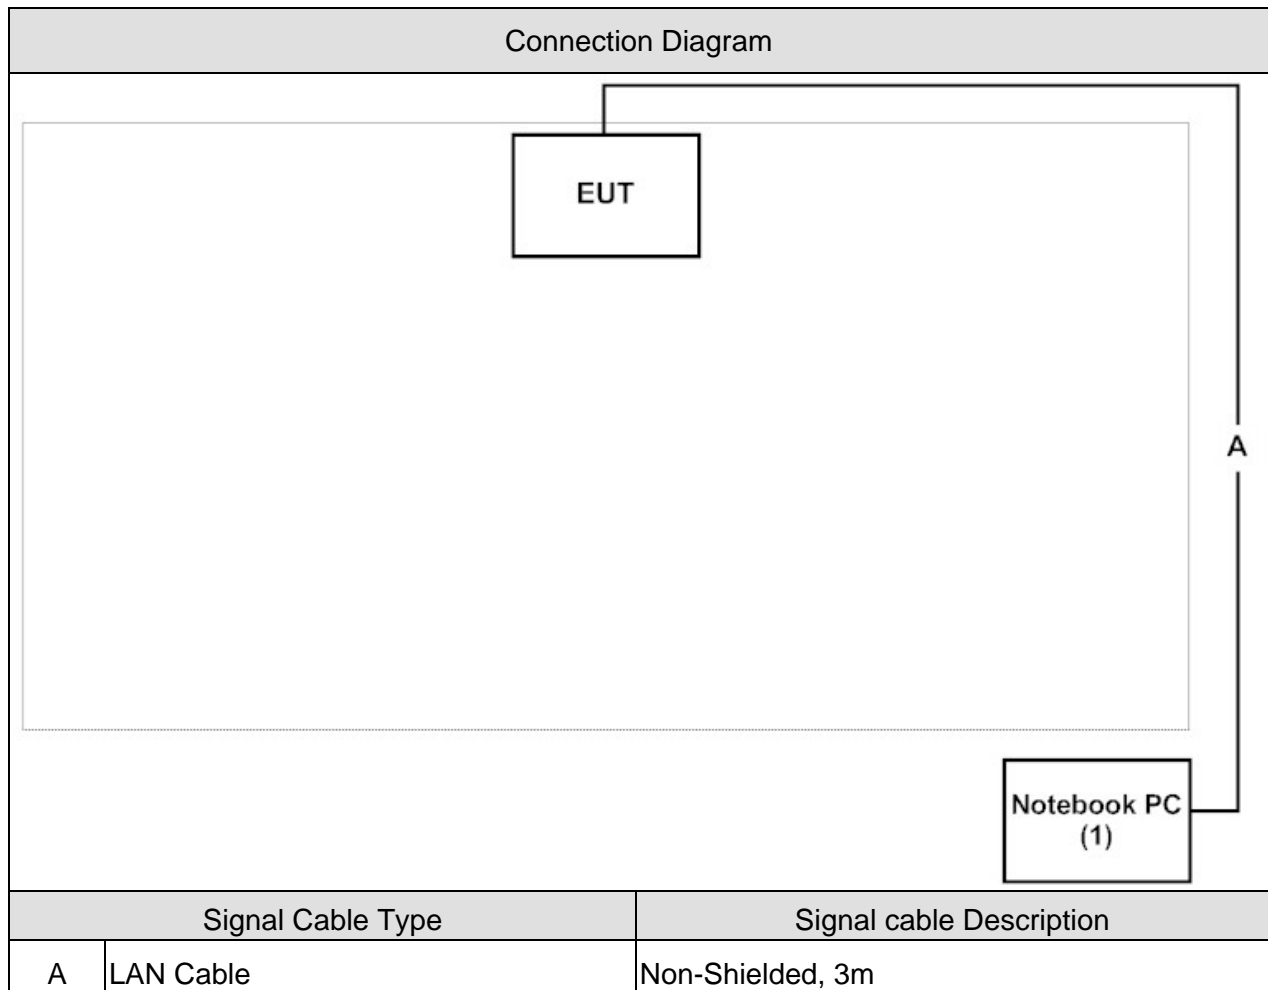 Connection Diagram
EUT
A
Notebook PC
(1)
Signal Cable Type
Signal cable Description
A
LAN Cable
Non-Shielded, 3m